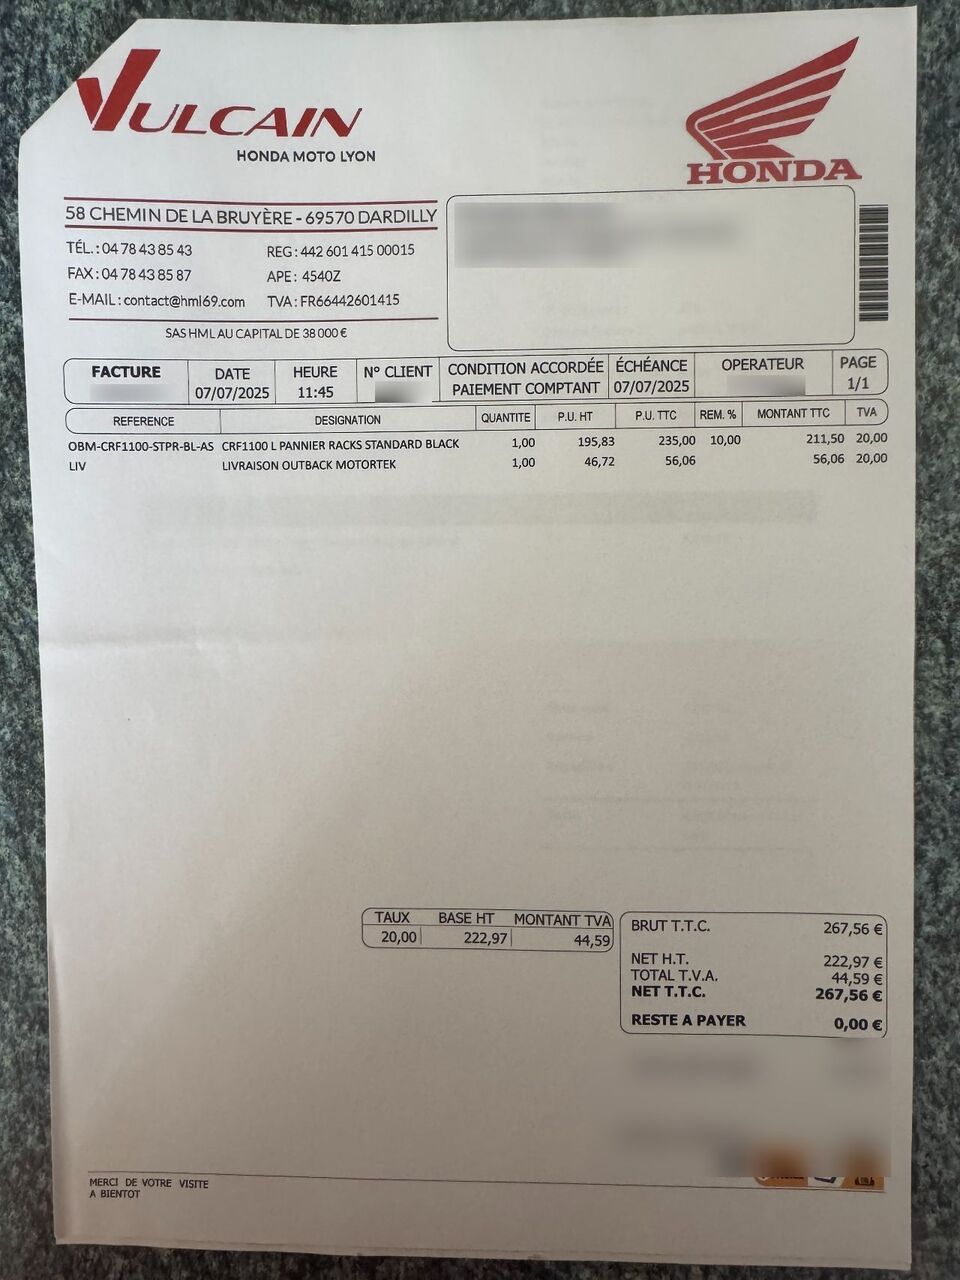 VULCAIN
HONDA MOTO LYON
HONDA
58 CHEMIN DE LA BRUYÈRE - 69570 DARDILLY
TÉL. : 04 78 43 85 43 REG : 442 601 415 00015
FAX : 04 78 43 85 87 APE : 4540Z
E-MAIL : contact@hml69.com TVA : FR66442601415
SAS HML AU CAPITAL DE 38 000 €
FACTURE DATE HEURE N° CLIENT CONDITION ACCORDÉE ÉCHÉANCE OPERATEUR PAGE
07/07/2025 11:45 PAIEMENT COMPTANT 07/07/2025 1/1
REFERENCE DESIGNATION QUANTITE P.U. HT P.U. TTC REM. % MONTANT TTC TVA
OBM-CRF1100-STPR-BL-AS CRF1100 L PANNIER RACKS STANDARD BLACK 1,00 195,83 235,00 10,00 211,50 20,00
LIV LIVRAISON OUTBACK MOTORTEK 1,00 46,72 56,06 56,06 20,00
TAUX BASE HT MONTANT TVA
20,00 222,97 44,59
BRUT T.T.C. 267,56 €
NET H.T. 222,97 €
TOTAL T.V.A. 44,59 €
NET T.T.C. 267,56 €
RESTE A PAYER 0,00 €
MERCI DE VOTRE VISITE
A BIENTOT